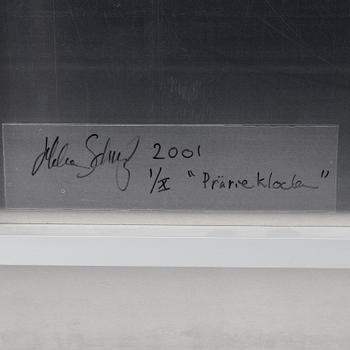 2001
1/X "Prärieklockan"